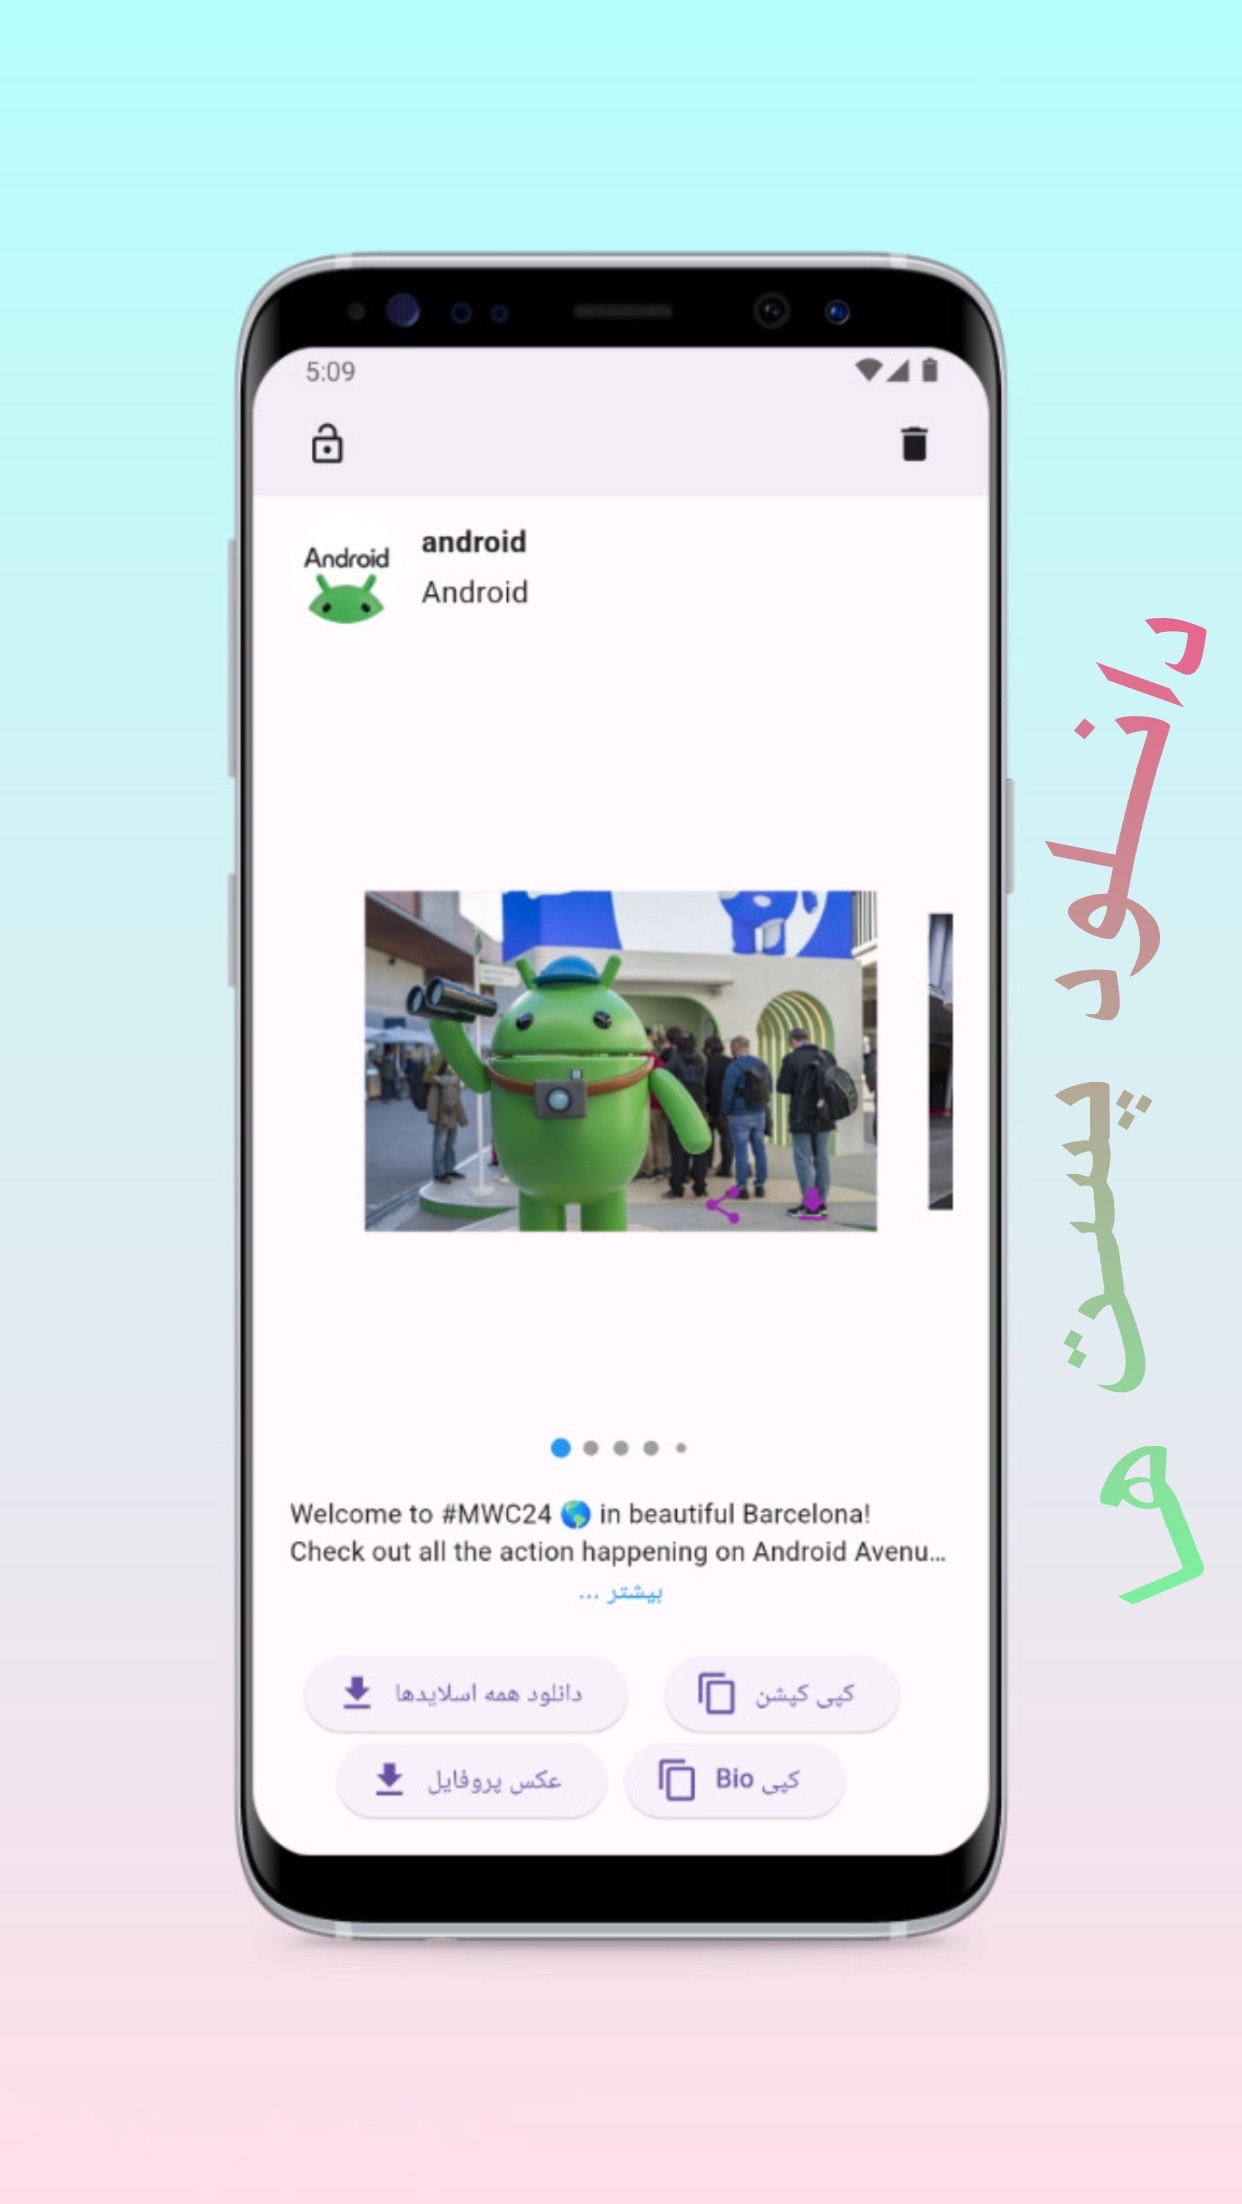 5:09
Android
android
Android
Welcome to #MWC24 🌎 in beautiful Barcelona!
Check out all the action happening on Android Avenu...
بیشتر ...
دانلود همه اسلایدها
کپی کپشن
عکس پروفایل
کپی Bio
دانلود پست ها